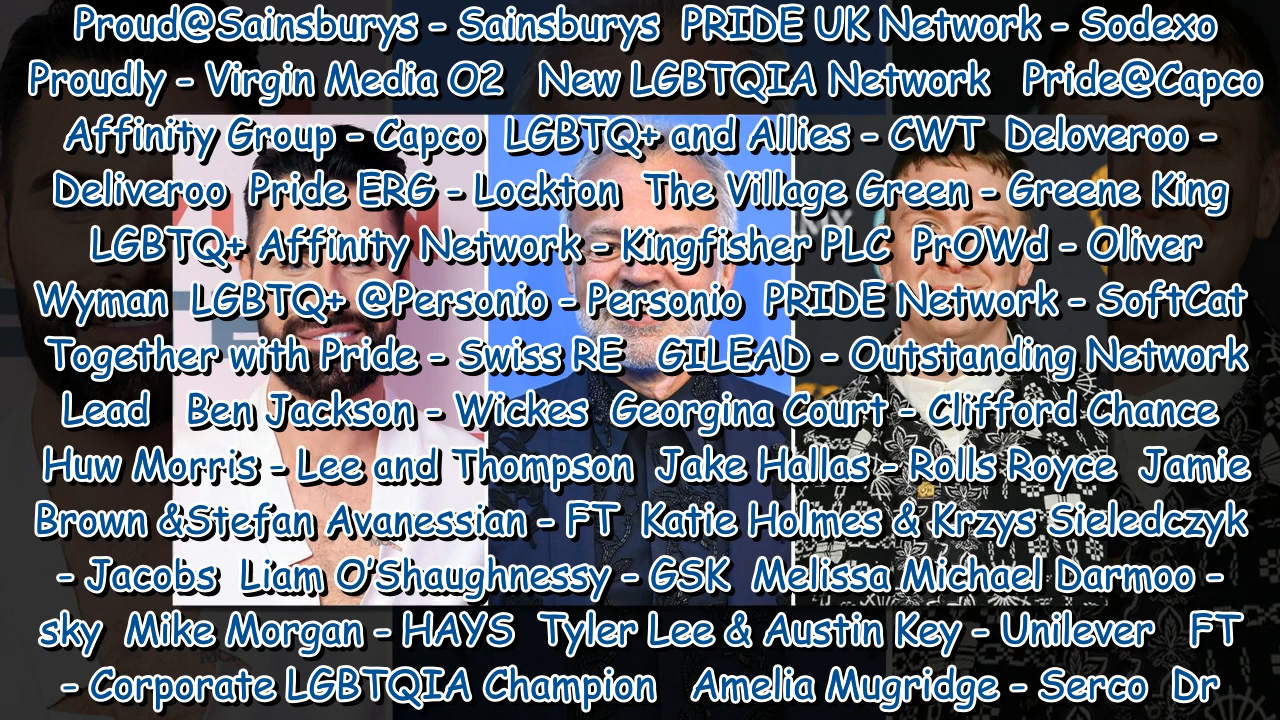 Proud@Sainsburys – Sainsburys PRIDE UK Network – Sodexo
Proudly – Virgin Media O2 New LGBTQIA Network Pride@Capco
Affinity Group – Capco LGBTQ+ and Allies – CWT Deloveroo –
Deliveroo Pride ERG – Lockton The Village Green – Greene King
LGBTQ+ Affinity Network – Kingfisher PLC PrOWd – Oliver
Wyman LGBTQ+ @Personio – Personio PRIDE Network – SoftCat
Together with Pride – Swiss RE GILEAD – Outstanding Network
Lead Ben Jackson – Wickes Georgina Court – Clifford Chance
Huw Morris – Lee and Thompson Jake Hallas – Rolls Royce Jamie
Brown &Stefan Avanessian – FT Katie Holmes & Krzys Sieledczyk
– Jacobs Liam O’Shaughnessy – GSK Melissa Michael Darmoo –
sky Mike Morgan – HAYS Tyler Lee & Austin Key – Unilever FT
– Corporate LGBTQIA Champion Amelia Mugridge – Serco Dr